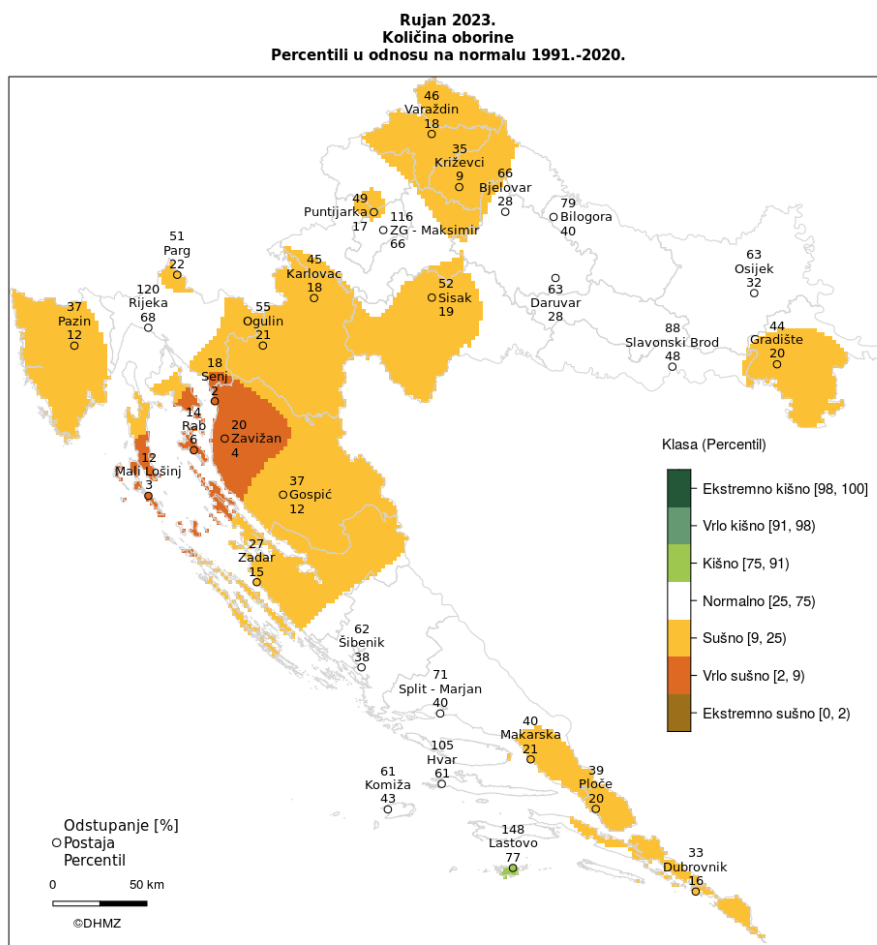 Rujan 2023.
Količina oborine
Percentili u odnosu na normalu 1991.-2020.
46
Varaždin
18
35
Križevci
9
66
Bjelovar
28
49
Puntijarka
17
116
ZG - Maksimir
66
79
Bilogora
40
51
Parg
22
45
Karlovac
18
52
Sisak
19
63
Daruvar
28
63
Osijek
32
120
Rijeka
68
37
Pazin
12
55
Ogulin
21
88
Slavonski Brod
48
44
Gradište
20
18
Senj
2
14
Rab
6
20
Zavižan
4
12
Mali Lošinj
3
37
Gospić
12
27
Zadar
15
62
Šibenik
38
71
Split - Marjan
40
40
Makarska
21
105
Hvar
61
61
Komiža
43
39
Ploče
20
148
Lastovo
77
33
Dubrovnik
16
Klasa (Percentil)
Ekstremno kišno [98, 100]
Vrlo kišno [91, 98)
Kišno [75, 91)
Normalno [25, 75)
Sušno [9, 25)
Vrlo sušno [2, 9)
Ekstremno sušno [0, 2)
Odstupanje [%]
Postaja
Percentil
0 50 km
©DHMZ